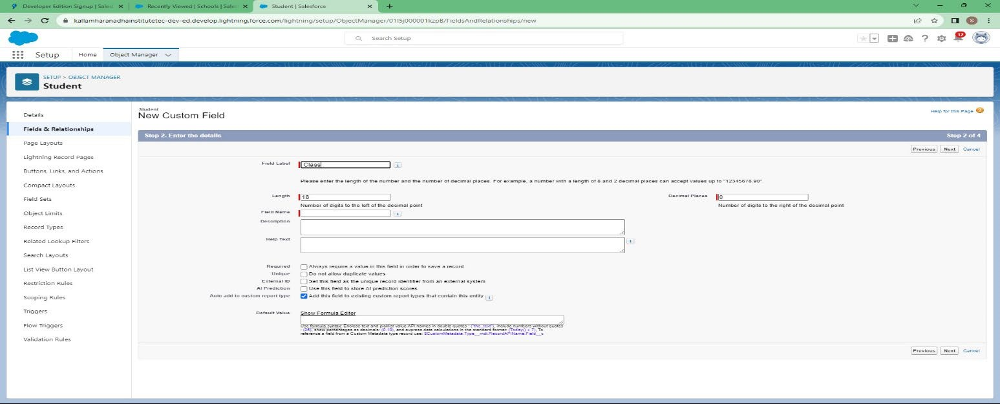 Developer Edition Signup | Sales
Recently Viewed | Schools | Sale
Student | Salesforce
kallamharanadhainstitutetec-dev-ed.develop.lightning.force.com/lightning/setup/ObjectManager/01I5j000001kzpB/FieldsAndRelationships/new
S
Search Setup
12
Setup
Home
Object Manager
SETUP > OBJECT MANAGER
Student
Details
Fields & Relationships
Page Layouts
Lightning Record Pages
Buttons, Links, and Actions
Compact Layouts
Field Sets
Object Limits
Record Types
Related Lookup Filters
Search Layouts
List View Button Layout
Restriction Rules
Scoping Rules
Triggers
Flow Triggers
Validation Rules
Student
New Custom Field
Help for this Page
Step 2. Enter the details Step 2 of 4
Previous Next Cancel
Field Label Class
Please enter the length of the number and the number of decimal places. For example, a number with a length of 8 and 2 decimal places can accept values up to "12345678.90".
Length 18 Decimal Places 0
Number of digits to the left of the decimal point Number of digits to the right of the decimal point
Field Name
Description
Help Text
Required Always require a value in this field in order to save a record
Unique Do not allow duplicate values
External ID Set this field as the unique record identifier from an external system
AI Prediction Use this field to store AI prediction scores
Auto add to custom report type Add this field to existing custom report types that contain this entity
Default Value Show Formula Editor
Use formula syntax: Enclose text and picklist value API names in double quotes : ("the_text"), include numbers without quotes
: (25), show percentages as decimals: (0.10), and express date calculations in the standard format: (Today() + 7), To
reference a field from a Custom Metadata type record use: $CustomMetadata.Type__mdt.RecordAPIName.Field__c
Previous Next Cancel